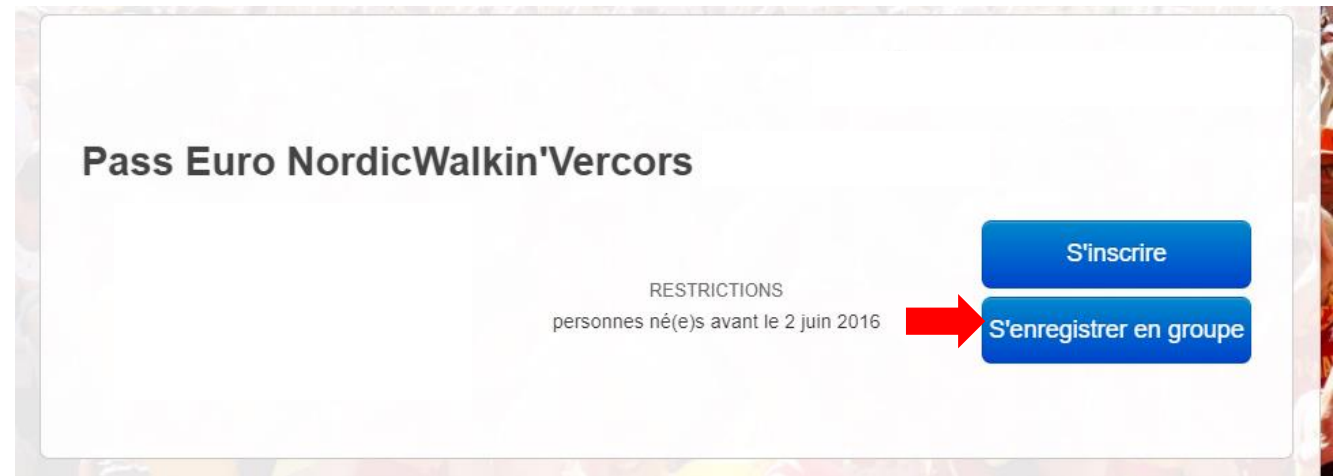 Pass Euro NordicWalkin'Vercors
S'inscrire
RESTRICTIONS
personnes né(e)s avant le 2 juin 2016
S'enregistrer en groupe